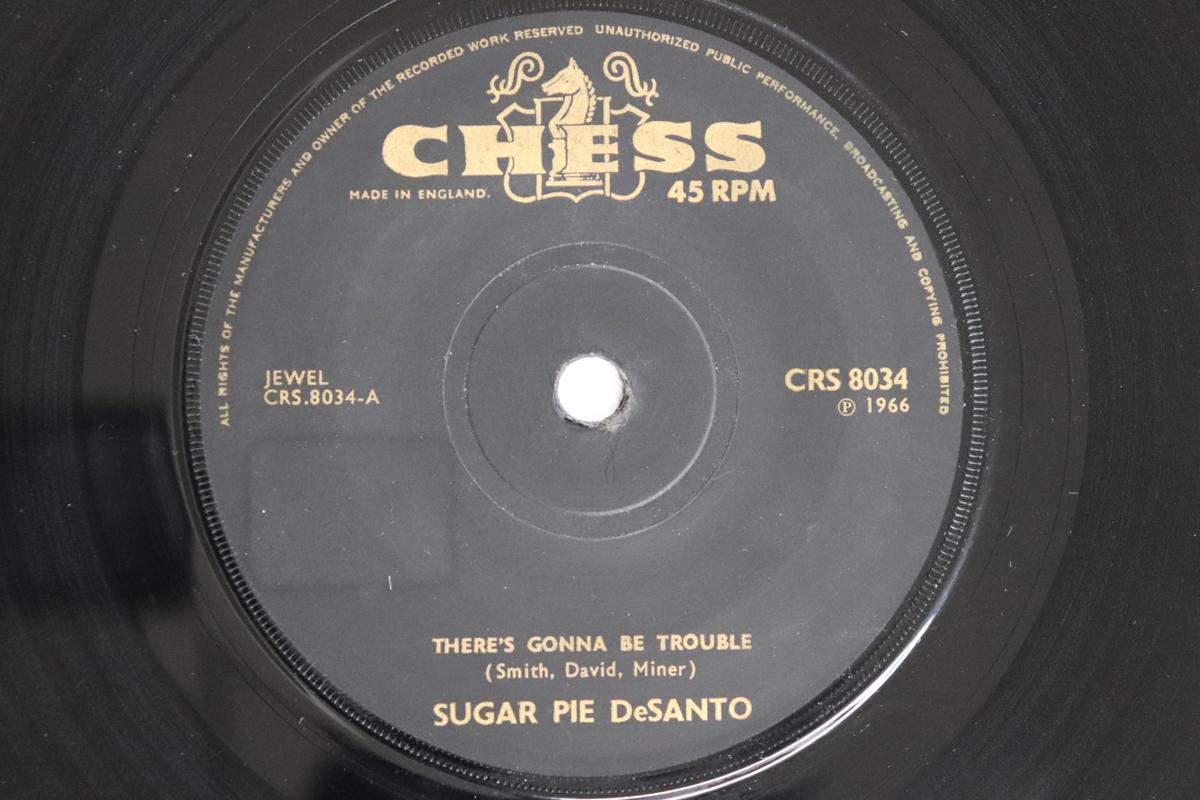 ALL RIGHTS OF THE MANUFACTURERS AND OWNER OF THE RECORDED WORK RESERVED UNAUTHORIZED PUBLIC PERFORMANCE, BROADCASTING AND COPYING PROHIBITED
CHESS
MADE IN ENGLAND.
45 RPM
JEWEL
CRS.8034-A
CRS 8034
℗ 1966
THERE'S GONNA BE TROUBLE
(Smith, David, Miner)
SUGAR PIE DeSANTO